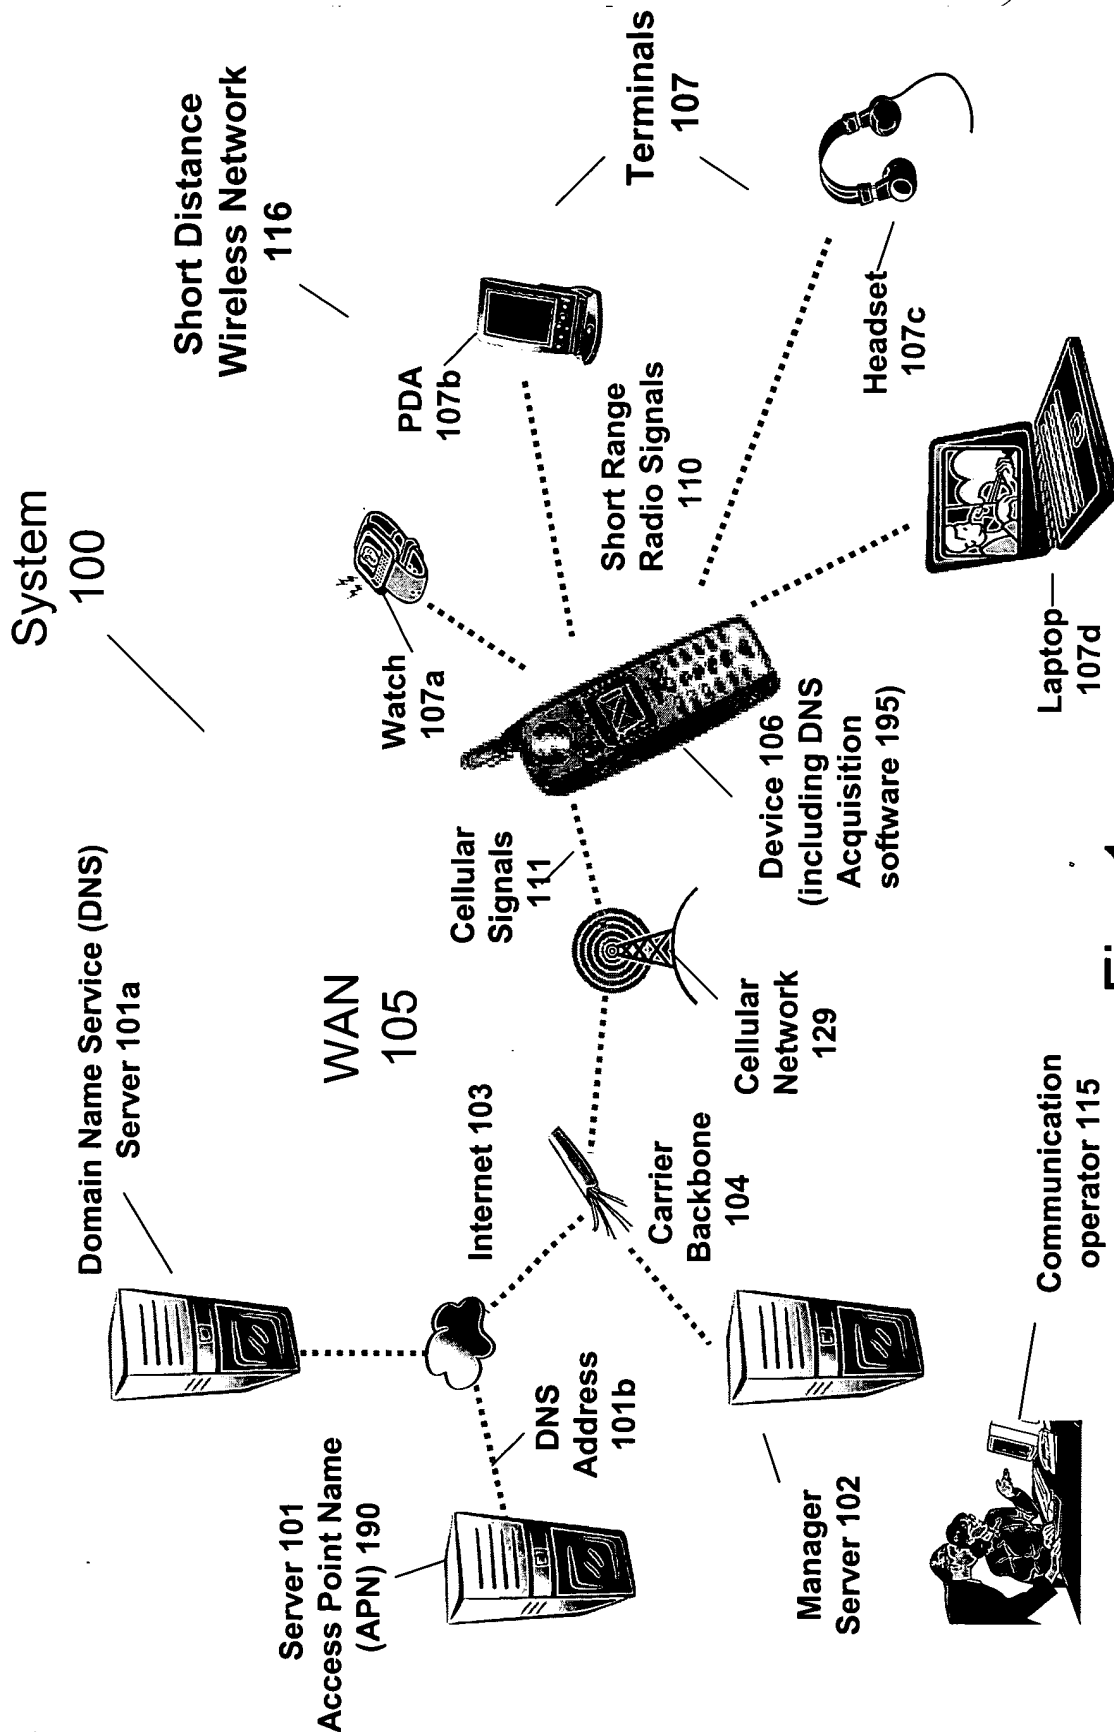 System
100
Short Distance
Wireless Network
116
Domain Name Service (DNS)
Server 101a
WAN
105
Watch
107a
PDA
107b
Terminals
107
Server 101
Access Point Name
(APN) 190
Internet 103
Cellular
Signals
111
Short Range
Radio Signals
110
DNS
Address
101b
Carrier
Backbone
104
Cellular
Network
129
Device 106
(including DNS
Acquisition
software 195)
Headset
107c
Manager
Server 102
Communication
operator 115
Laptop
107d